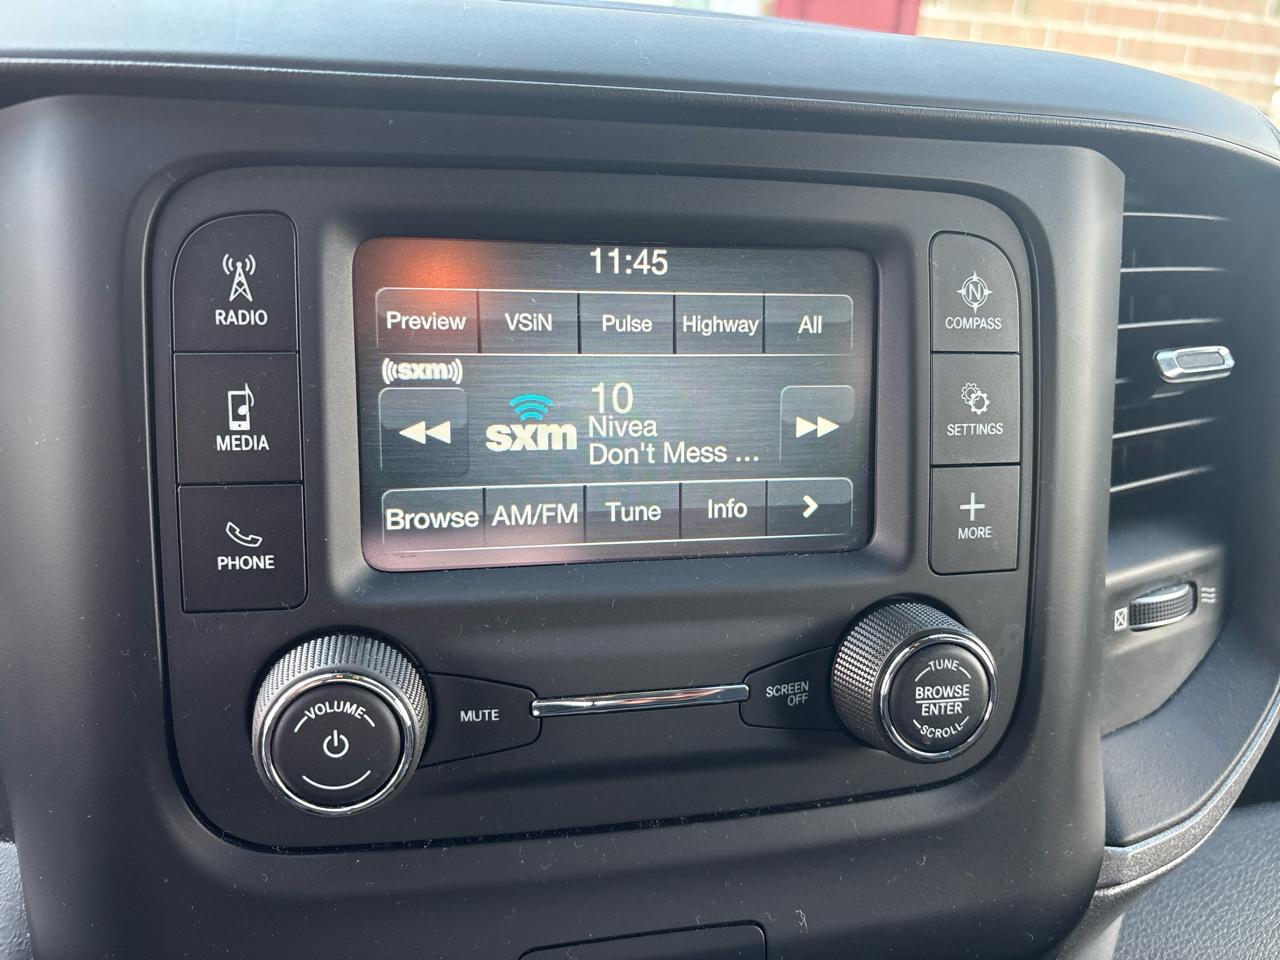 11:45
Preview VSiN Pulse Highway All
((sxm))
10
sxm Nivea
Don't Mess ...
Browse AM/FM Tune Info >
RADIO
MEDIA
PHONE
N
COMPASS
SETTINGS
+
MORE
VOLUME
MUTE
SCREEN
OFF
TUNE
BROWSE
ENTER
SCROLL